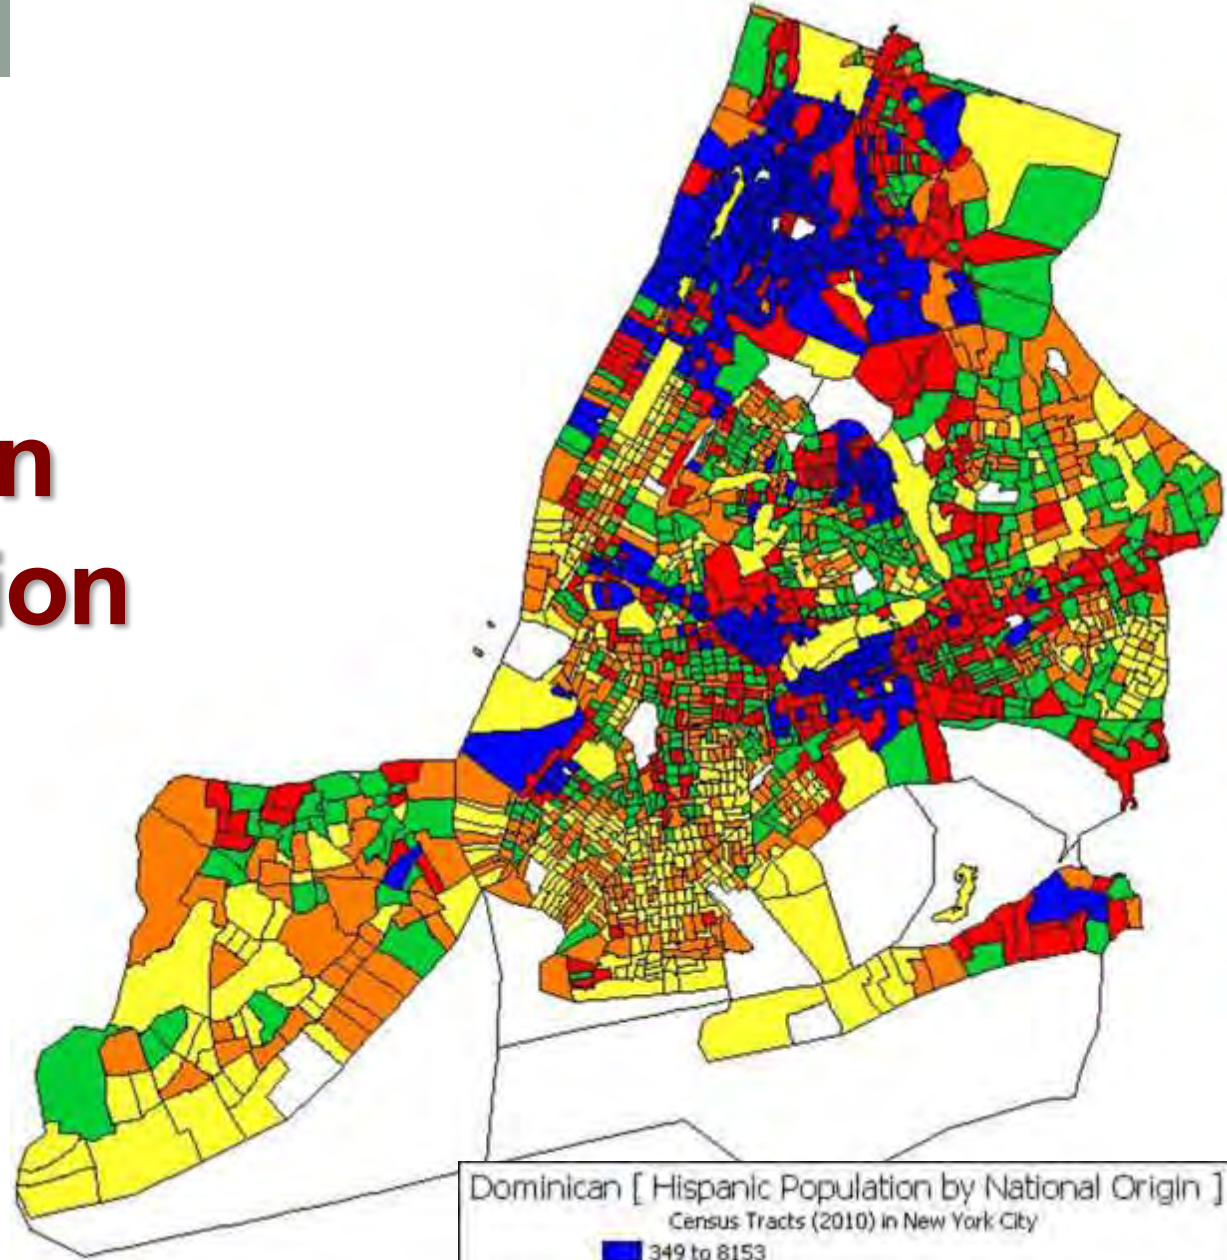 n
ion
Dominican [ Hispanic Population by National Origin ]
Census Tracts (2010) in New York City
349 to 8153